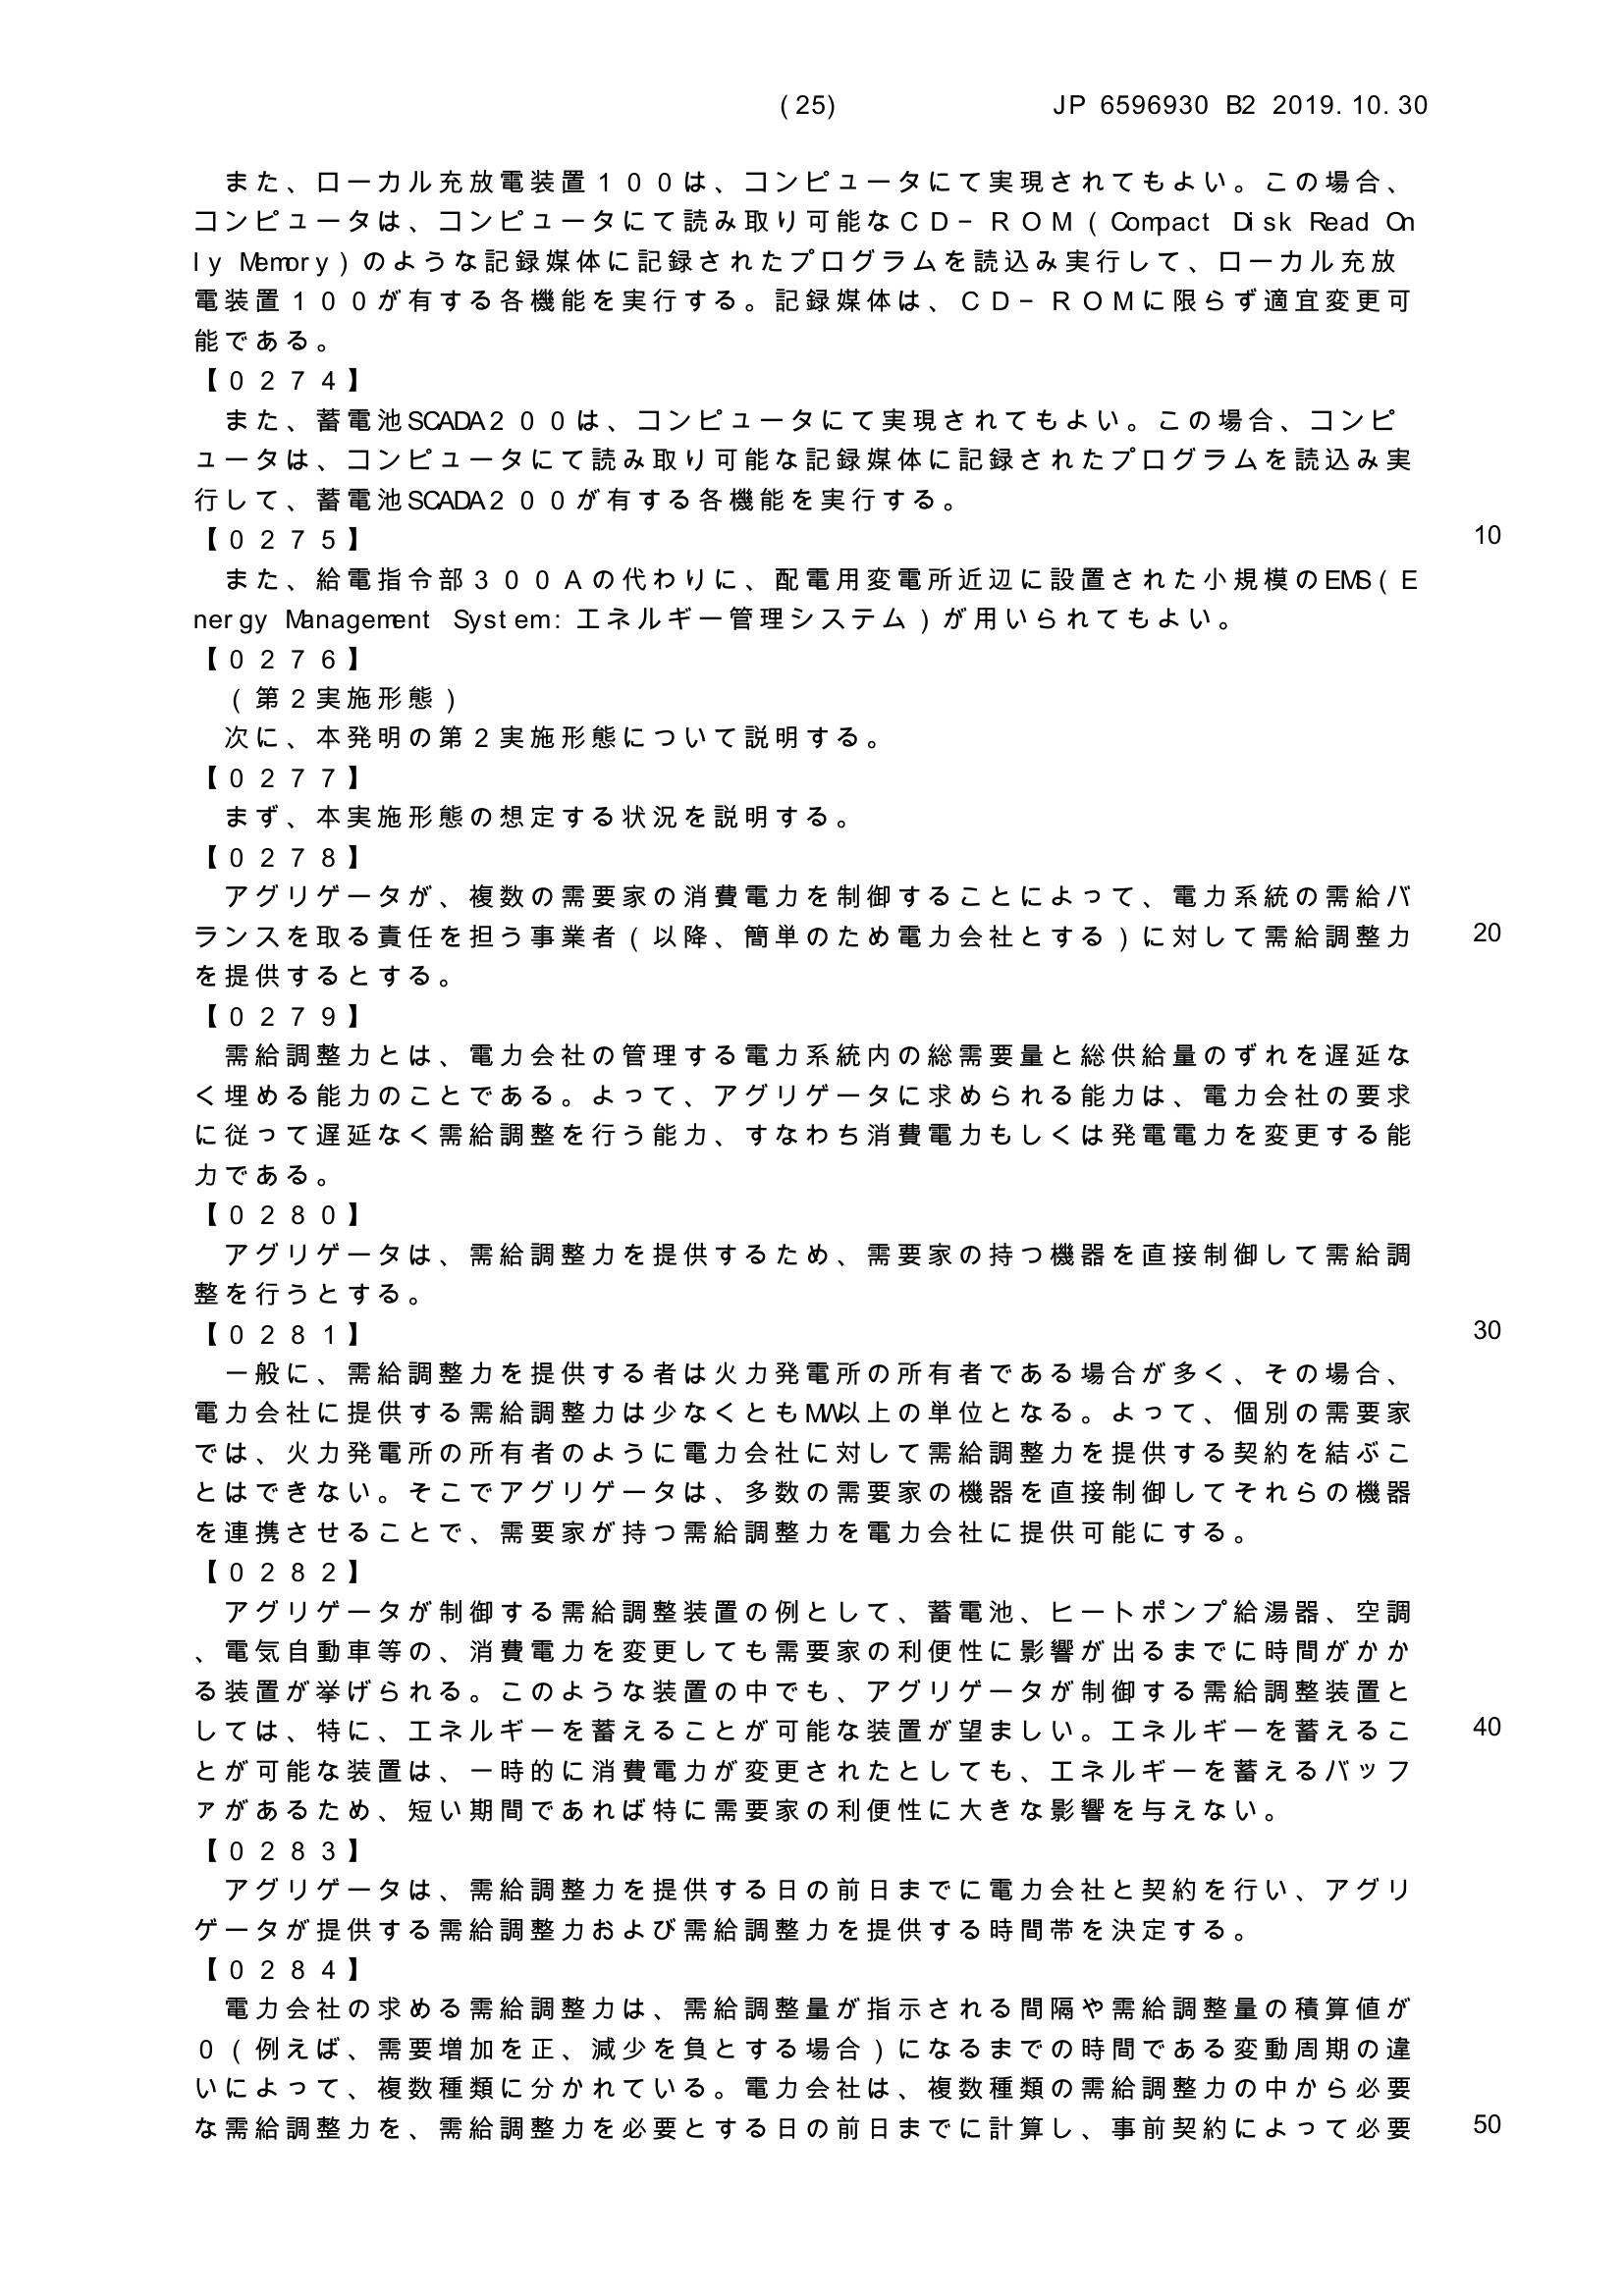 (25)　JP 6596930 B2 2019.10.30
　また、ローカル充放電装置１００は、コンピュータにて実現されてもよい。この場合、
コンピュータは、コンピュータにて読み取り可能なＣＤ－ＲＯＭ(Compact Disk Read On
ly Memory)のような記録媒体に記録されたプログラムを読込み実行して、ローカル充放
電装置１００が有する各機能を実行する。記録媒体は、ＣＤ－ＲＯＭに限らず適宜変更可
能である。
【０２７４】
　また、蓄電池SCADA２００は、コンピュータにて実現されてもよい。この場合、コンピ
ュータは、コンピュータにて読み取り可能な記録媒体に記録されたプログラムを読込み実
行して、蓄電池SCADA２００が有する各機能を実行する。
【０２７５】　10
　また、給電指令部３００Ａの代わりに、配電用変電所近辺に設置された小規模のEMS(E
nergy Management System:エネルギー管理システム)が用いられてもよい。
【０２７６】
　(第２実施形態)
　次に、本発明の第２実施形態について説明する。
【０２７７】
　まず、本実施形態の想定する状況を説明する。
【０２７８】
　アグリゲータが、複数の需要家の消費電力を制御することによって、電力系統の需給バ
ランスを取る責任を担う事業者(以降、簡単のため電力会社とする)に対して需給調整力　20
を提供するとする。
【０２７９】
　需給調整力とは、電力会社の管理する電力系統内の総需要量と総供給量のずれを遅延な
く埋める能力のことである。よって、アグリゲータに求められる能力は、電力会社の要求
に従って遅延なく需給調整を行う能力、すなわち消費電力もしくは発電電力を変更する能
力である。
【０２８０】
　アグリゲータは、需給調整力を提供するため、需要家の持つ機器を直接制御して需給調
整を行うとする。
【０２８１】　30
　一般に、需給調整力を提供する者は火力発電所の所有者である場合が多く、その場合、
電力会社に提供する需給調整力は少なくともMW以上の単位となる。よって、個別の需要家
では、火力発電所の所有者のように電力会社に対して需給調整力を提供する契約を結ぶこ
とはできない。そこでアグリゲータは、多数の需要家の機器を直接制御してそれらの機器
を連携させることで、需要家が持つ需給調整力を電力会社に提供可能にする。
【０２８２】
　アグリゲータが制御する需給調整装置の例として、蓄電池、ヒートポンプ給湯器、空調
、電気自動車等の、消費電力を変更しても需要家の利便性に影響が出るまでに時間がかか
る装置が挙げられる。このような装置の中でも、アグリゲータが制御する需給調整装置と
しては、特に、エネルギーを蓄えることが可能な装置が望ましい。エネルギーを蓄えるこ　40
とが可能な装置は、一時的に消費電力が変更されたとしても、エネルギーを蓄えるバッフ
ァがあるため、短い期間であれば特に需要家の利便性に大きな影響を与えない。
【０２８３】
　アグリゲータは、需給調整力を提供する日の前日までに電力会社と契約を行い、アグリ
ゲータが提供する需給調整力および需給調整力を提供する時間帯を決定する。
【０２８４】
　電力会社の求める需給調整力は、需給調整量が指示される間隔や需給調整量の積算値が
０(例えば、需要増加を正、減少を負とする場合)になるまでの時間である変動周期の違
いによって、複数種類に分かれている。電力会社は、複数種類の需給調整力の中から必要
な需給調整力を、需給調整力を必要とする日の前日までに計算し、事前契約によって必要　50